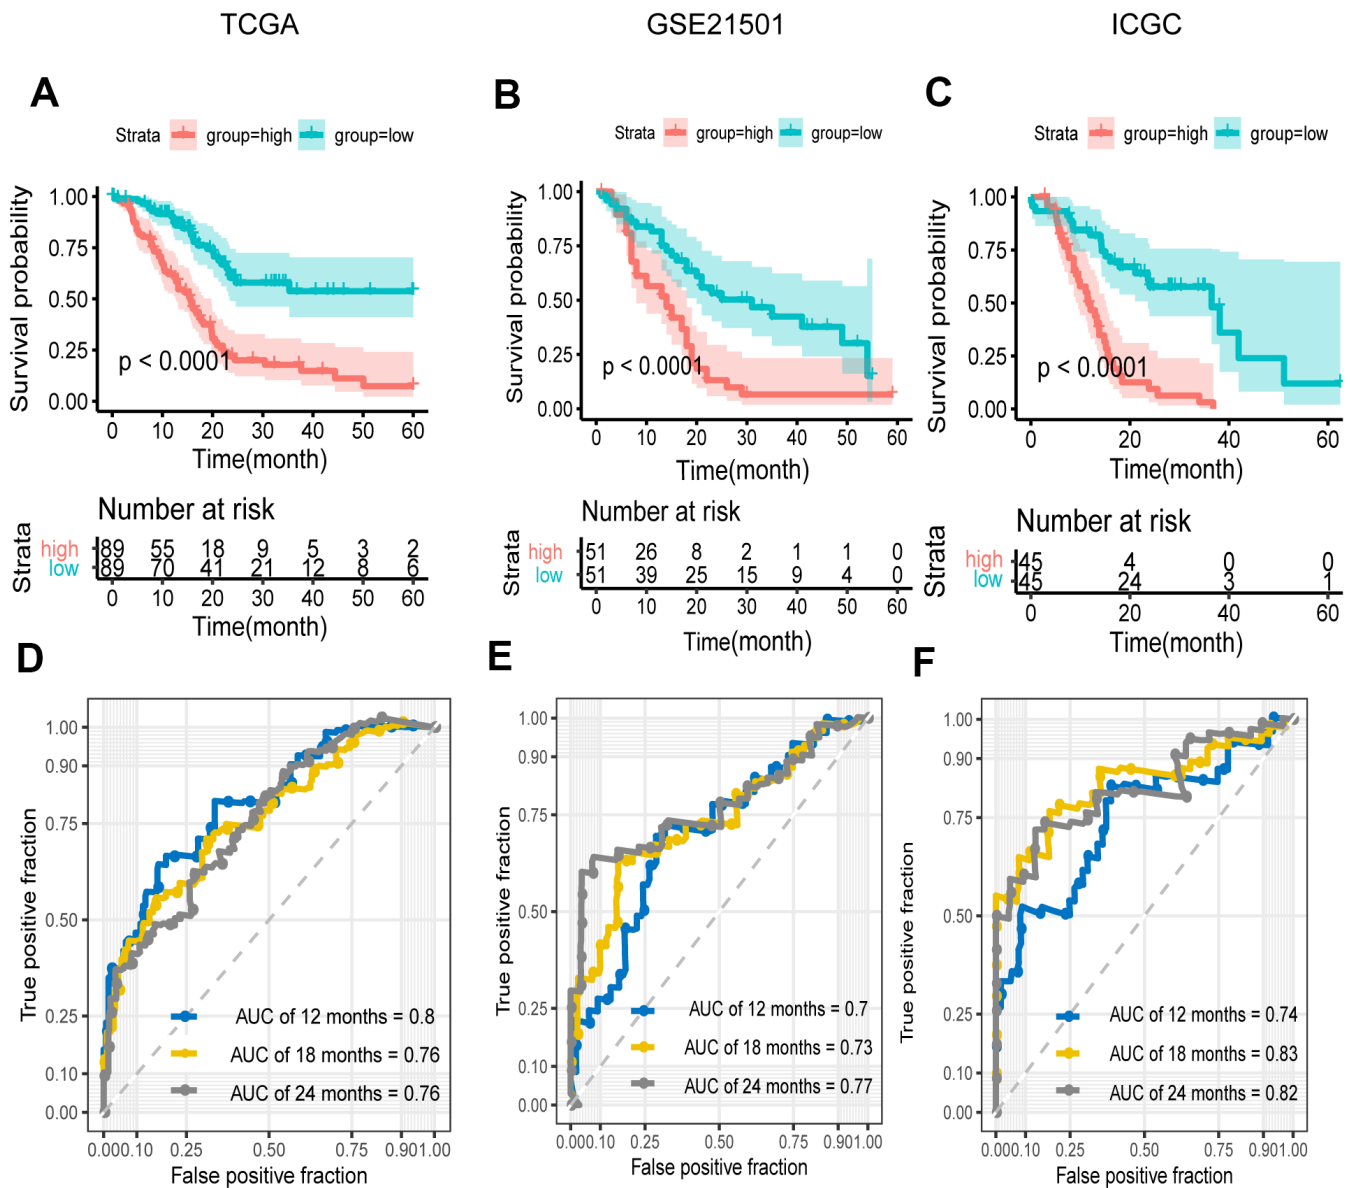 TCGA
GSE21501
ICGC
A
Strata group=high group=low
Survival probability
1.00
0.75
0.50
0.25
0.00
p < 0.0001
0 10 20 30 40 50 60
Time(month)
Number at risk
Strata
high 89 55 18 9 5 3 2
low 89 70 41 21 12 8 6
0 10 20 30 40 50 60
Time(month)
B
Strata group=high group=low
Survival probability
1.00
0.75
0.50
0.25
0.00
p < 0.0001
0 10 20 30 40 50 60
Time(month)
Number at risk
Strata
high 51 26 8 2 1 1 0
low 51 39 25 15 9 4 0
0 10 20 30 40 50 60
Time(month)
C
Strata group=high group=low
Survival probability
1.00
0.75
0.50
0.25
0.00
p < 0.0001
0 20 40 60
Time(month)
Number at risk
Strata
high 45 4 0 0
low 45 24 3 1
0 20 40 60
Time(month)
D
True positive fraction
1.00
0.90
0.75
0.50
0.25
0.10
0.00
AUC of 12 months = 0.8
AUC of 18 months = 0.76
AUC of 24 months = 0.76
0.00 0.10 0.25 0.50 0.75 0.90 1.00
False positive fraction
E
True positive fraction
1.00
0.90
0.75
0.50
0.25
0.10
0.00
AUC of 12 months = 0.7
AUC of 18 months = 0.73
AUC of 24 months = 0.77
0.00 0.10 0.25 0.50 0.75 0.90 1.00
False positive fraction
F
True positive fraction
1.00
0.90
0.75
0.50
0.25
0.10
0.00
AUC of 12 months = 0.74
AUC of 18 months = 0.83
AUC of 24 months = 0.82
0.00 0.10 0.25 0.50 0.75 0.90 1.00
False positive fraction